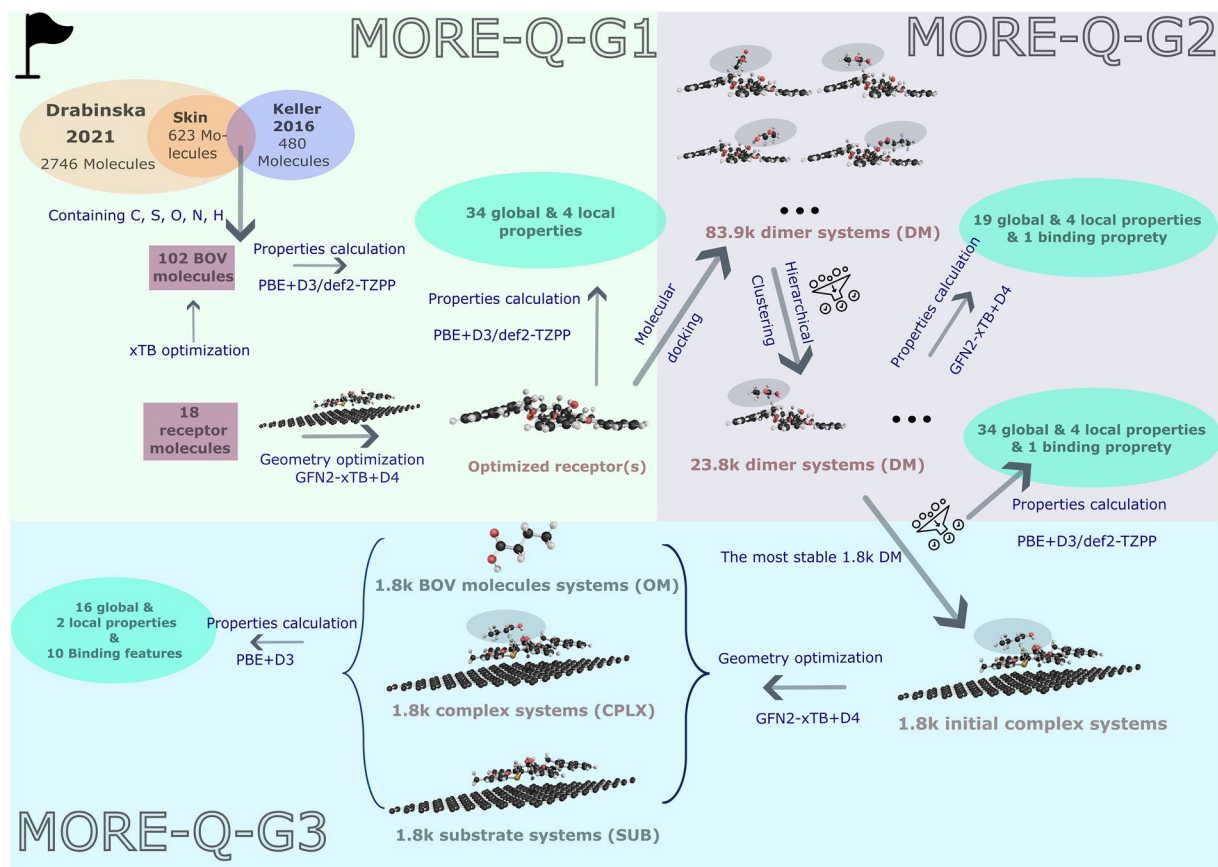 MORE-Q-G1
Drabinska
2021
2746 Molecules
Skin
623 Mo-
lecules
Keller
2016
480
Molecules
Containing C, S, O, N, H
102 BOV
molecules
Properties calculation
PBE+D3/def2-TZPP
xTB optimization
18
receptor
molecules
Geometry optimization
GFN2-xTB+D4
34 global & 4 local
properties
Properties calculation
PBE+D3/def2-TZPP
Optimized receptor(s)
MORE-Q-G2
Molecular
docking
83.9k dimer systems (DM)
Hierarchical
Clustering
19 global & 4 local properties
& 1 binding proprety
Properties calculation
GFN2-xTB+D4
23.8k dimer systems (DM)
34 global & 4 local properties
& 1 binding proprety
Properties calculation
PBE+D3/def2-TZPP
The most stable 1.8k DM
1.8k initial complex systems
Geometry optimization
GFN2-xTB+D4
1.8k BOV molecules systems (OM)
1.8k complex systems (CPLX)
1.8k substrate systems (SUB)
Properties calculation
PBE+D3
16 global &
2 local properties
&
10 Binding features
MORE-Q-G3